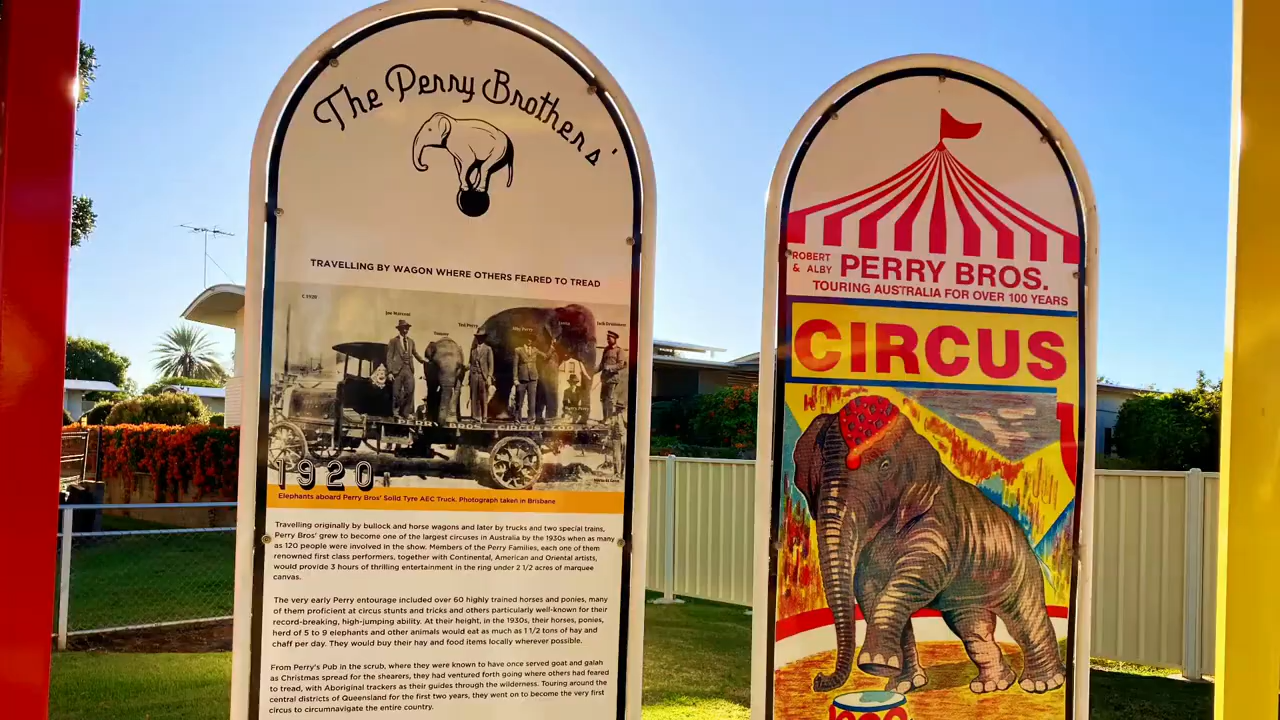 The Perry Brothers'
TRAVELLING BY WAGON WHERE OTHERS FEARED TO TREAD
C 1920
Ted Perry
PERRY BROS. CIRCUS
1920
Elephants aboard Perry Bros' Solid Tyre AEC Truck. Photograph taken in Brisbane
Travelling originally by bullock and horse wagons and later by trucks and two special trains,
Perry Bros' grew to become one of the largest circuses in Australia by the 1930s when as many
as 120 people were involved in the show. Members of the Perry Families, each one of them
renowned first class performers, together with Continental, American and Oriental artists,
would provide 3 hours of thrilling entertainment in the ring under 2 1/2 acres of marquee
canvas.
The very early Perry entourage included over 60 highly trained horses and ponies, many
of them proficient at circus stunts and tricks and others particularly well-known for their
record-breaking, high-jumping ability. At their height, in the 1930s, their horses, ponies,
herd of 5 to 9 elephants and other animals would eat as much as 1 1/2 tons of hay and
chaff per day. They would buy their hay and food items locally wherever possible.
From Perry's Pub in the scrub, where they were known to have once served goat and galah
as Christmas spread for the shearers, they had ventured forth going where others had feared
to tread, with Aboriginal trackers as their guides through the wilderness. Touring around the
central districts of Queensland for the first two years, they went on to become the very first
circus to circumnavigate the entire country.
ROBERT
& ALBY
PERRY BROS.
TOURING AUSTRALIA FOR OVER 100 YEARS
CIRCUS